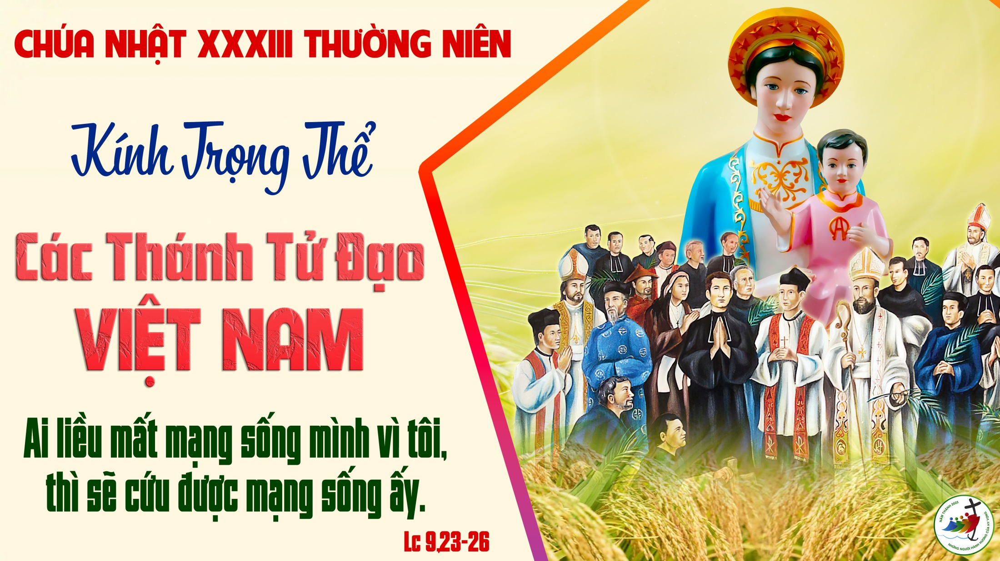 CHÚA NHẬT XXXIII THƯỜNG NIÊN
Kính Trọng Thể
Các Thánh Tử Đạo
VIỆT NAM
Ai liều mất mạng sống mình vì tôi,
thì sẽ cứu được mạng sống ấy.
Lc 9,23-26
NĂM THÁNH 2025
NHỮNG NGƯỜI HÀNH HƯƠNG CỦA HY VỌNG